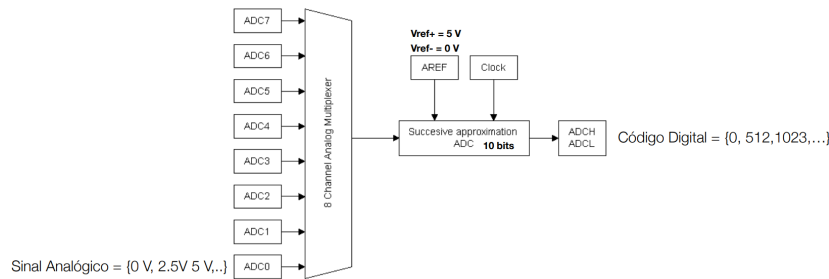 ADC7
ADC6
ADC5
ADC4
ADC3
ADC2
ADC1
Sinal Analógico = {0 V, 2.5V 5 V,..}
ADC0
8 Channel Analog Multiplexer
Vref+ = 5 V
Vref- = 0 V
AREF
Clock
Succesive approximation
ADC 10 bits
ADCH
ADCL
Código Digital = {0, 512,1023,…}